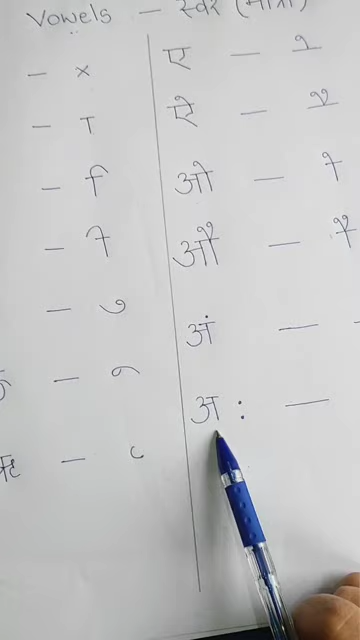 Vowels – स्वर (मात्रा)
– x
– ा
– ि
– ी
– ु
– ू
ऋ – ृ
ए – े
ऐ – ै
ओ – ो
औ – ौ
अं –
अ : –